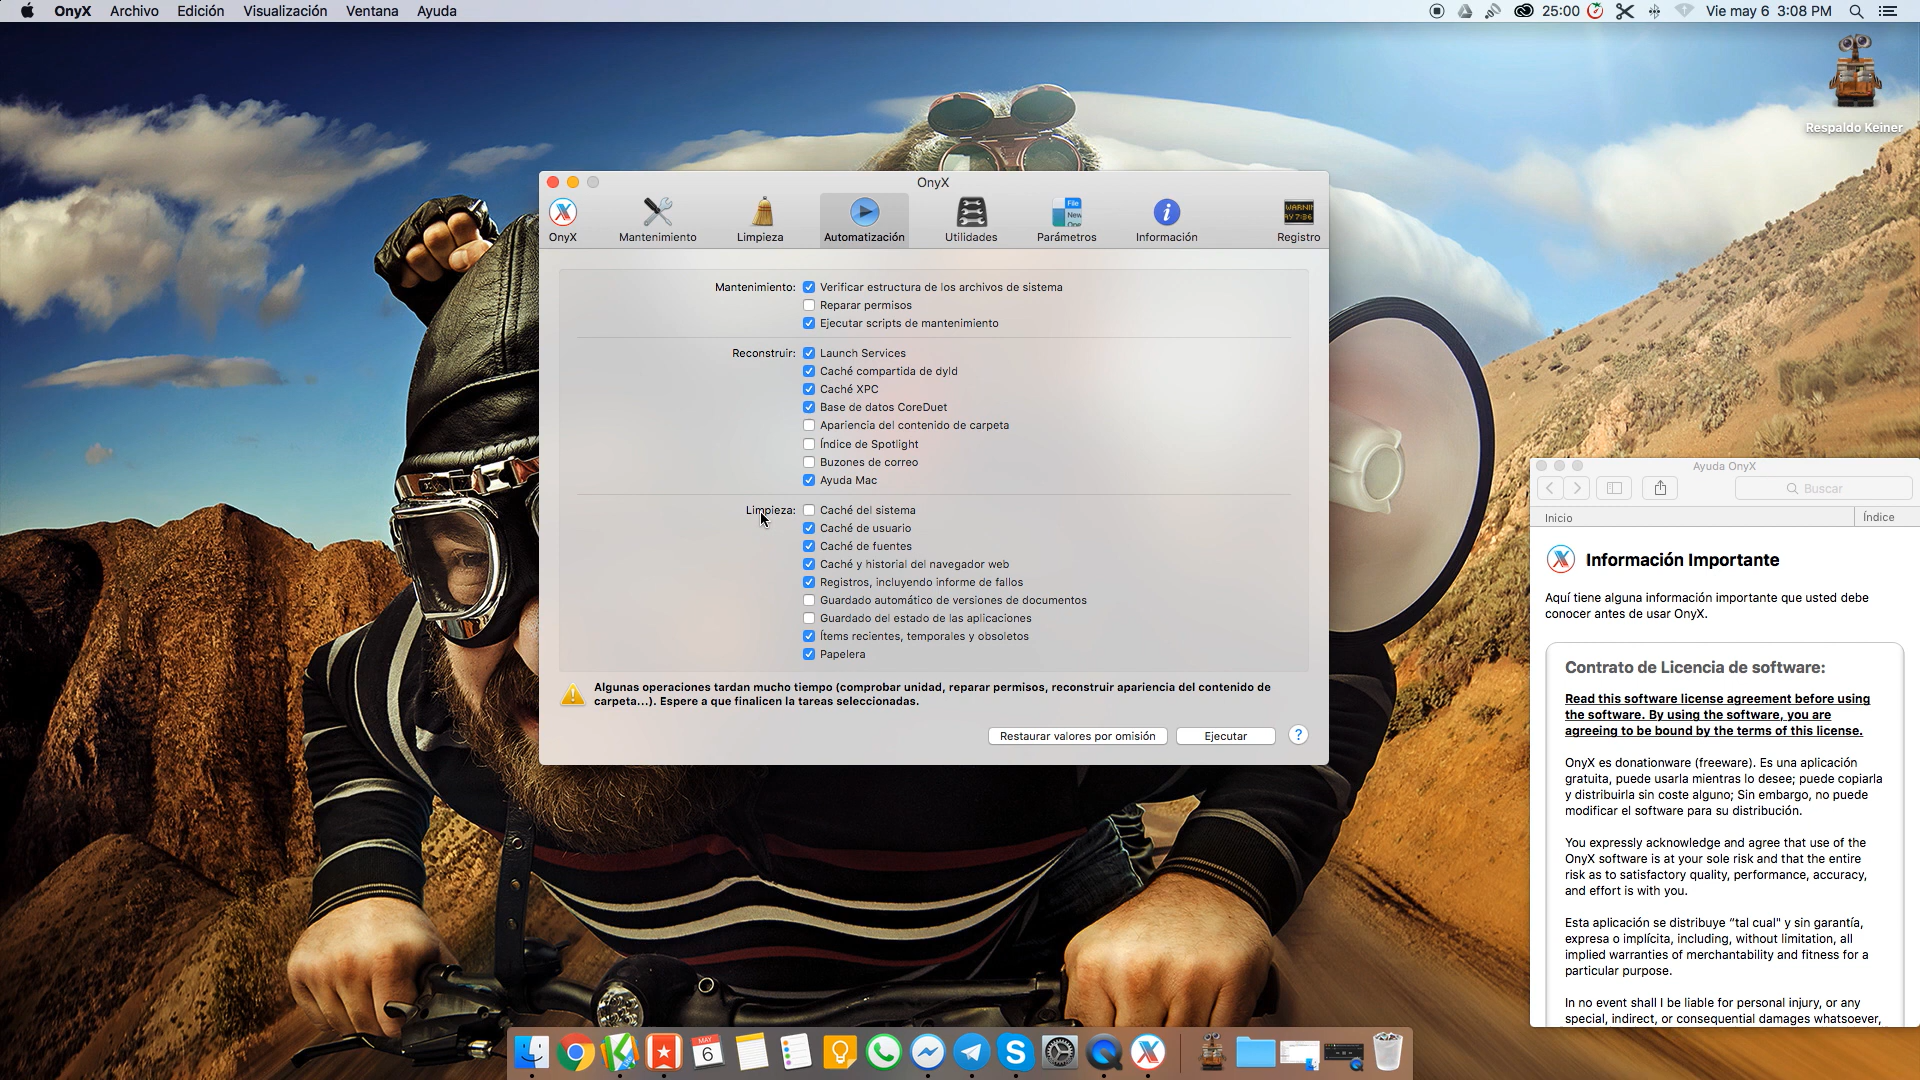 OnyX Archivo Edición Visualización Ventana Ayuda
25:00 Vie may 6 3:08 PM
Respaldo Keiner
OnyX
OnyX Mantenimiento Limpieza Automatización Utilidades Parámetros Información Registro
Mantenimiento: Verificar estructura de los archivos de sistema
Reparar permisos
Ejecutar scripts de mantenimiento
Reconstruir: Launch Services
Caché compartida de dyld
Caché XPC
Base de datos CoreDuet
Apariencia del contenido de carpeta
Índice de Spotlight
Buzones de correo
Ayuda Mac
Limpieza: Caché del sistema
Caché de usuario
Caché de fuentes
Caché y historial del navegador web
Registros, incluyendo informe de fallos
Guardado automático de versiones de documentos
Guardado del estado de las aplicaciones
Ítems recientes, temporales y obsoletos
Papelera
Algunas operaciones tardan mucho tiempo (comprobar unidad, reparar permisos, reconstruir apariencia del contenido de
carpeta...). Espere a que finalicen la tareas seleccionadas.
Restaurar valores por omisión Ejecutar ?
Ayuda OnyX
Buscar
Inicio Índice
Información Importante
Aquí tiene alguna información importante que usted debe
conocer antes de usar OnyX.
Contrato de Licencia de software:
Read this software license agreement before using
the software. By using the software, you are
agreeing to be bound by the terms of this license.
OnyX es donationware (freeware). Es una aplicación
gratuita, puede usarla mientras lo desee; puede copiarla
y distribuirla sin coste alguno; Sin embargo, no puede
modificar el software para su distribución.
You expressly acknowledge and agree that use of the
OnyX software is at your sole risk and that the entire
risk as to satisfactory quality, performance, accuracy,
and effort is with you.
Esta aplicación se distribuye "tal cual" y sin garantía,
expresa o implícita, including, without limitation, all
implied warranties of merchantability and fitness for a
particular purpose.
In no event shall I be liable for personal injury, or any
special, indirect, or consequential damages whatsoever,
MAY
6